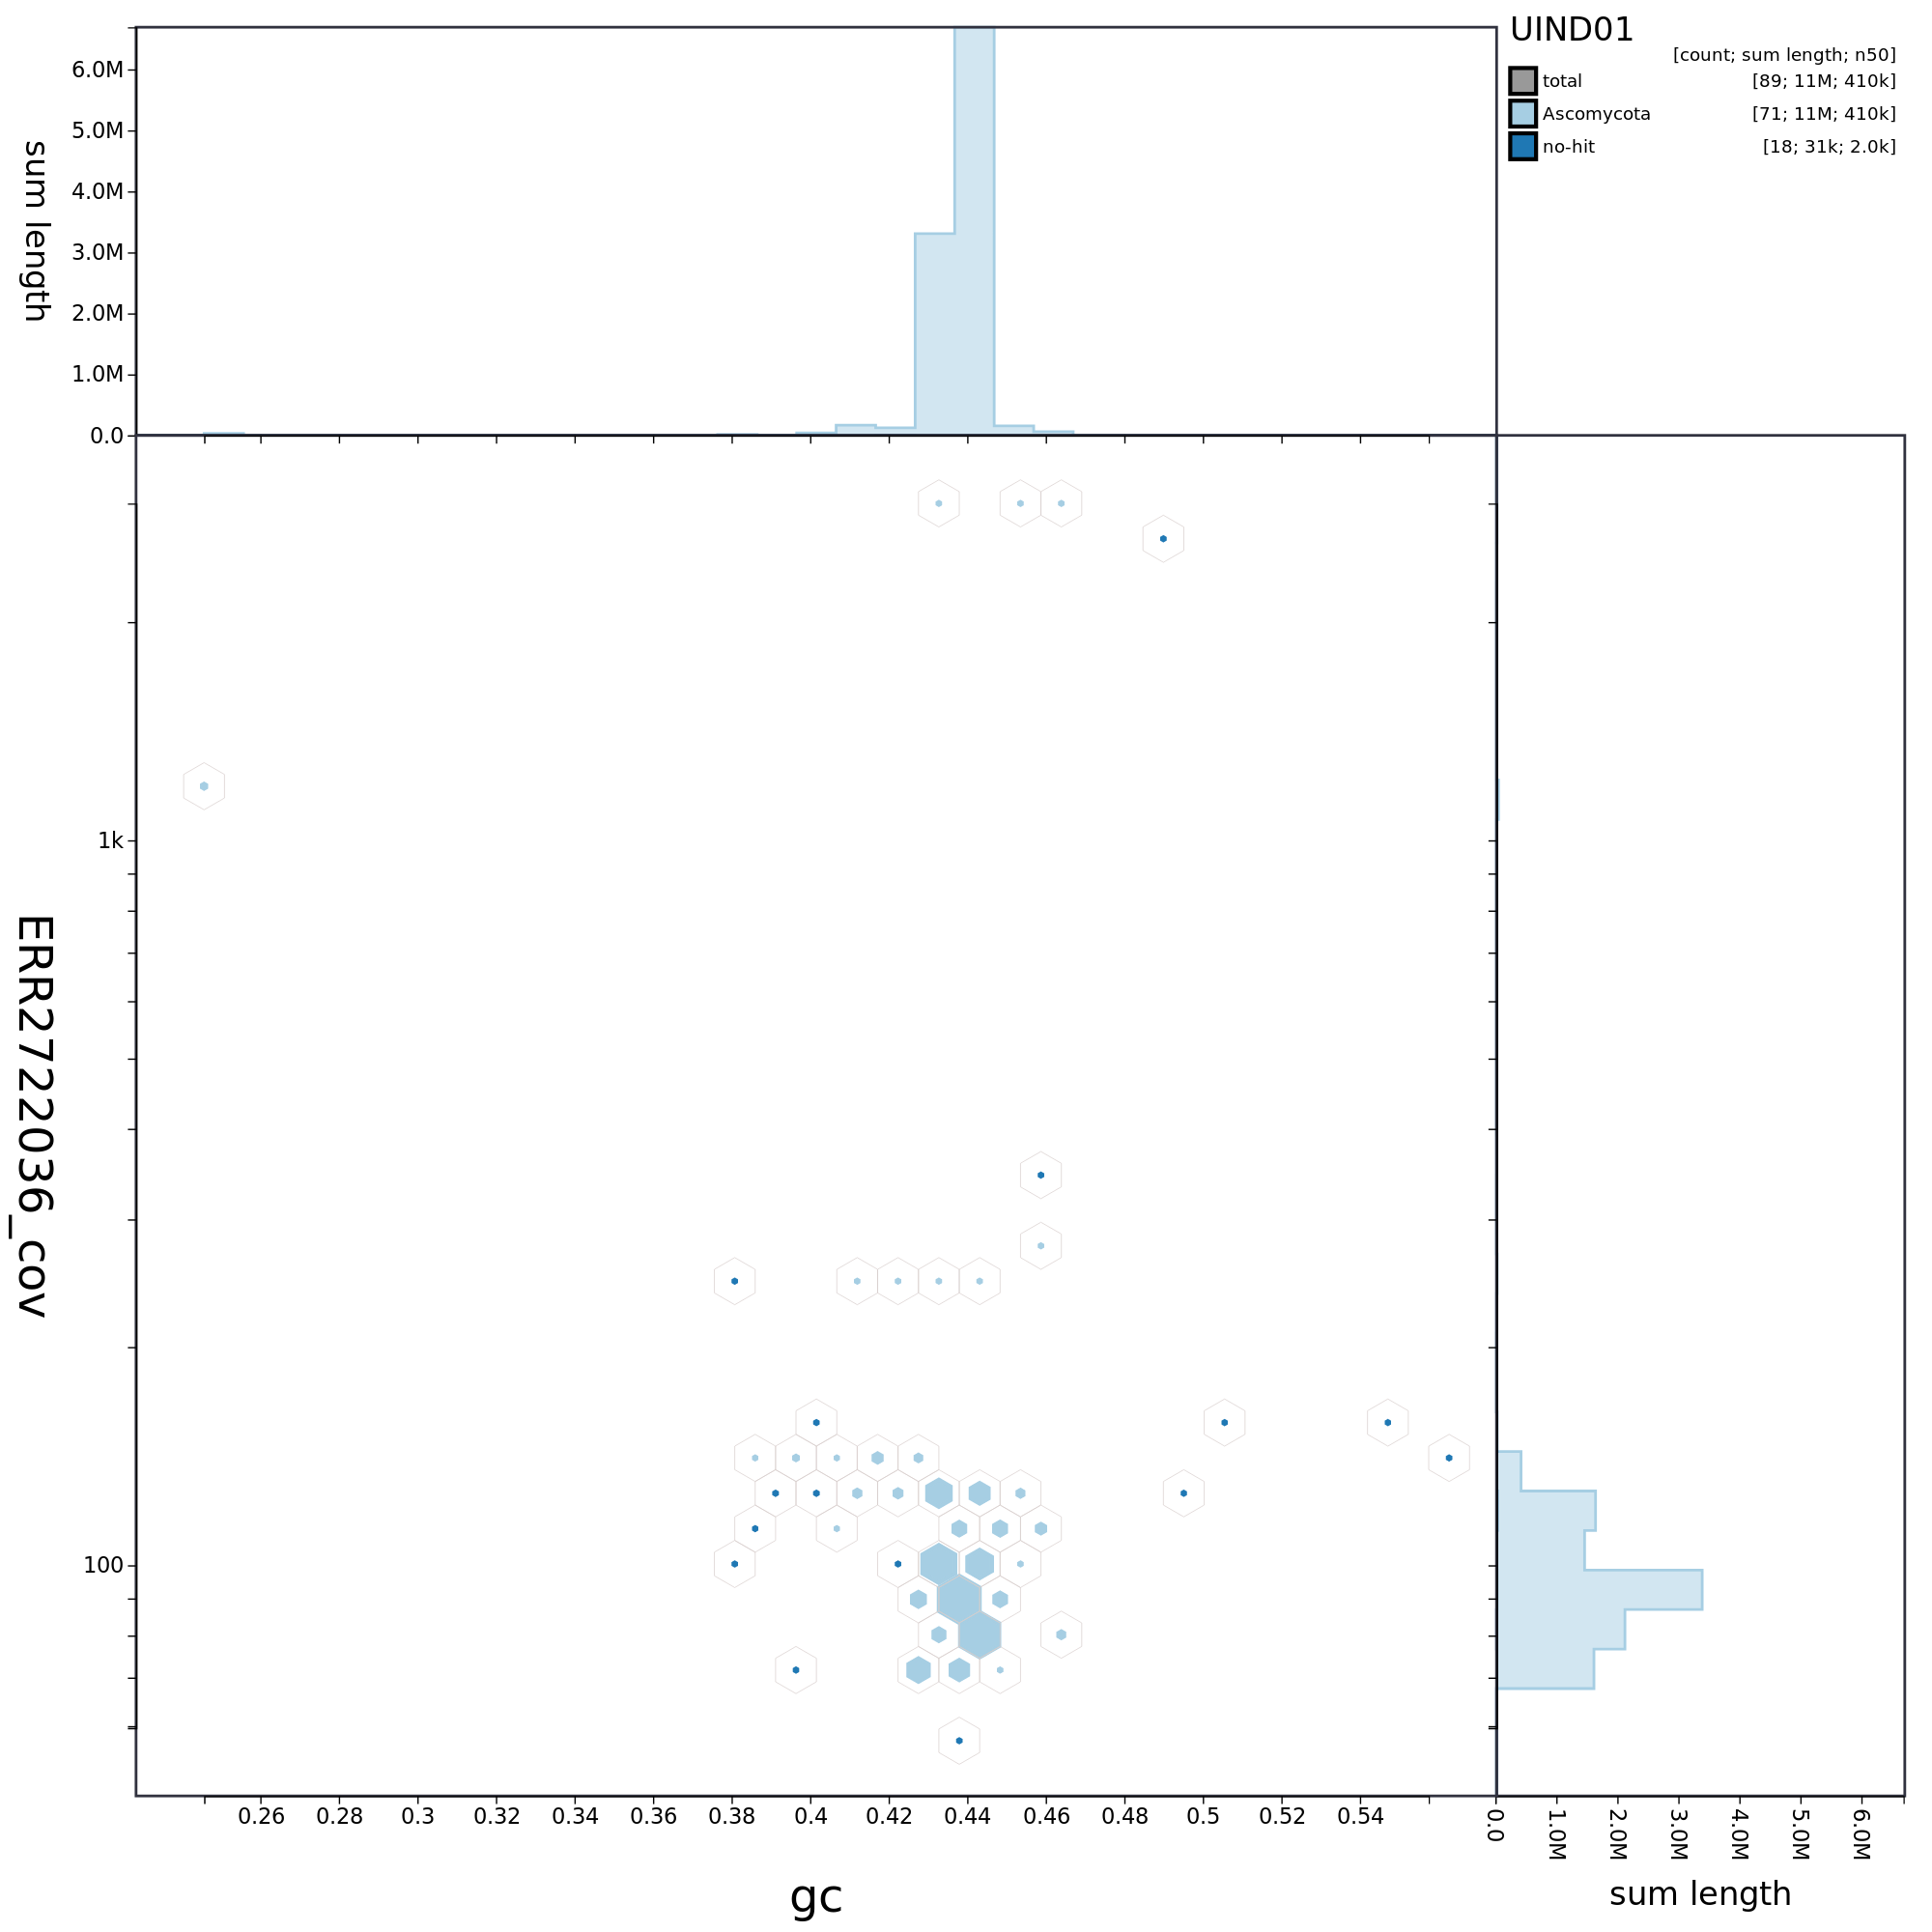 UIND01
[count; sum length; n50]
total [89; 11M; 410k]
Ascomycota [71; 11M; 410k]
no-hit [18; 31k; 2.0k]
sum length
6.0M
5.0M
4.0M
3.0M
2.0M
1.0M
0.0
ERR2722036_cov
1k
100
0.26 0.28 0.3 0.32 0.34 0.36 0.38 0.4 0.42 0.44 0.46 0.48 0.5 0.52 0.54
gc
0.0 1.0M 2.0M 3.0M 4.0M 5.0M 6.0M
sum length